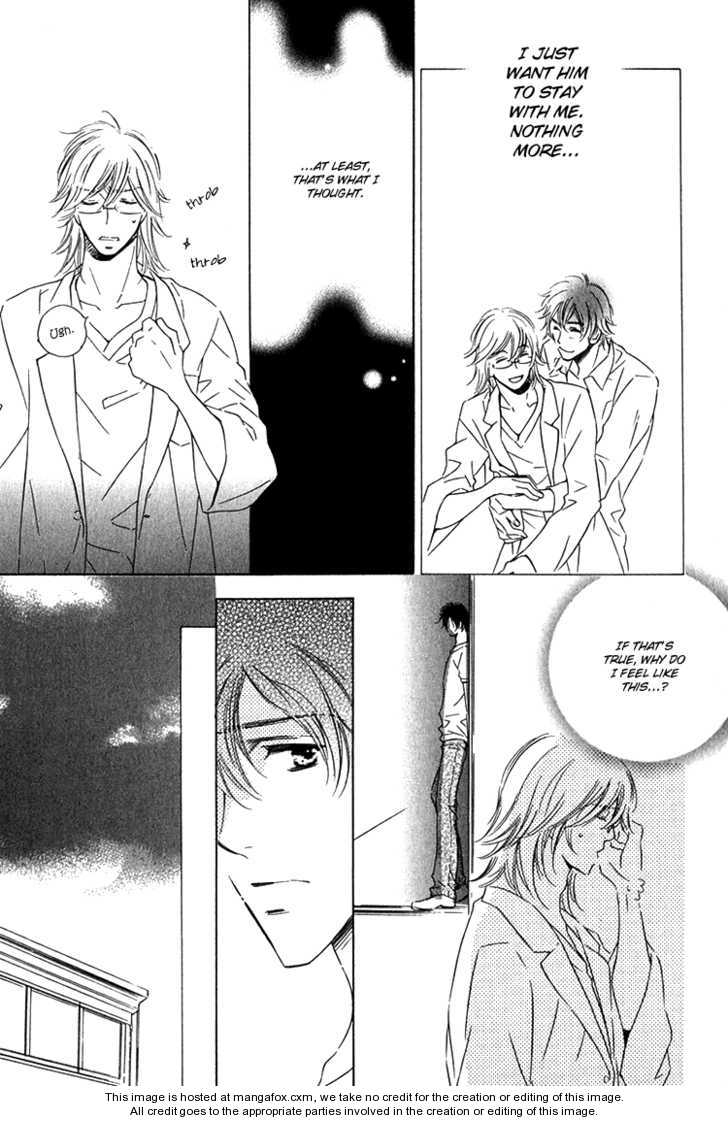 I JUST
WANT HIM
TO STAY
WITH ME.
NOTHING
MORE...
...AT LEAST,
THAT'S WHAT I
THOUGHT.
throb
throb
Ugh.
IF THAT'S
TRUE, WHY DO
I FEEL LIKE
THIS...?
This image is hosted at mangafox.cxm, we take no credit for the creation or editing of this image.
All credit goes to the appropriate parties involved in the creation or editing of this image.